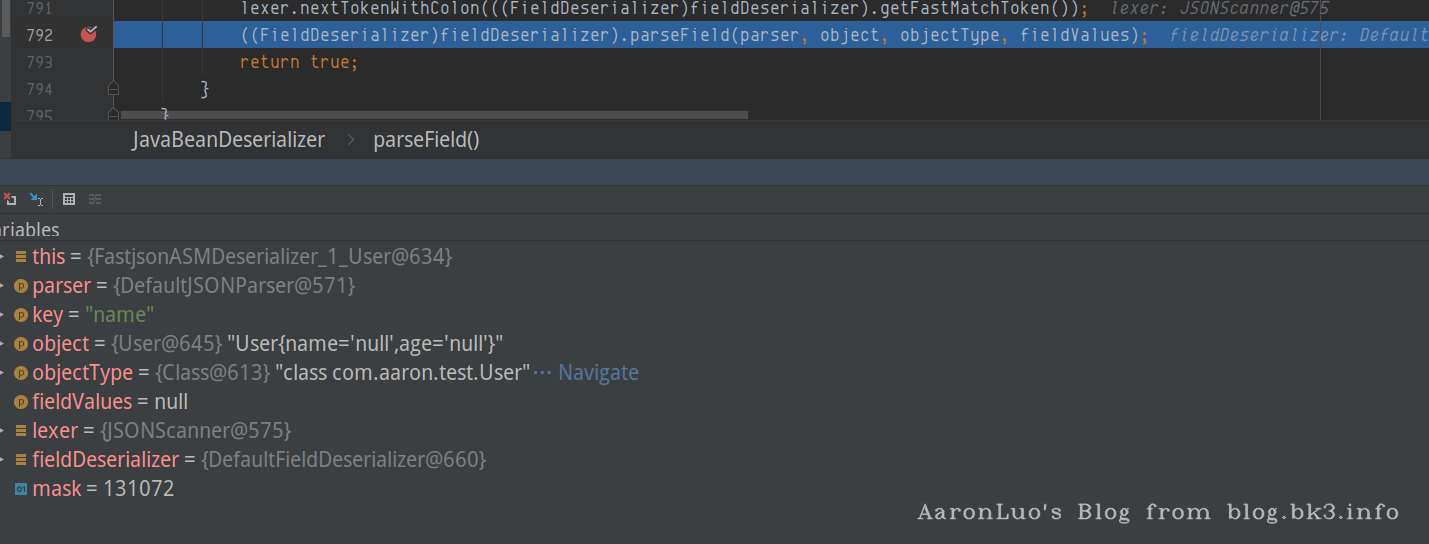 791 lexer.nextTokenWithColon(((FieldDeserializer)fieldDeserializer).getFastMatchToken()); lexer: JSONScanner@575
792 ((FieldDeserializer)fieldDeserializer).parseField(parser, object, objectType, fieldValues); fieldDeserializer: Default
793 return true;
794 }
795 }
JavaBeanDeserializer > parseField()
ariables
this = {FastjsonASMDeserializer_1_User@634}
parser = {DefaultJSONParser@571}
key = "name"
object = {User@645} "User{name='null',age='null'}"
objectType = {Class@613} "class com.aaron.test.User" ... Navigate
fieldValues = null
lexer = {JSONScanner@575}
fieldDeserializer = {DefaultFieldDeserializer@660}
mask = 131072
AaronLuo's Blog from blog.bk3.info